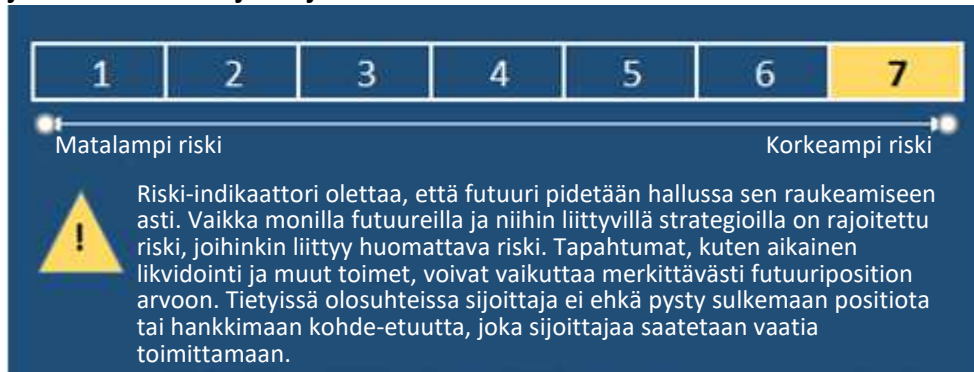 1 2 3 4 5 6 7
Matalampi riski Korkeampi riski
Riski-indikaattori olettaa, että futuuri pidetään hallussa sen raukeamiseen
asti. Vaikka monilla futuureilla ja niihin liittyvillä strategioilla on rajoitettu
! riski, joihinkin liittyy huomattava riski. Tapahtumat, kuten aikainen
likvidointi ja muut toimet, voivat vaikuttaa merkittävästi futuuriposition
arvoon. Tietyissä olosuhteissa sijoittaja ei ehkä pysty sulkemaan positiota
tai hankkimaan kohde-etuutta, joka sijoittajaa saatetaan vaatia
toimittamaan.